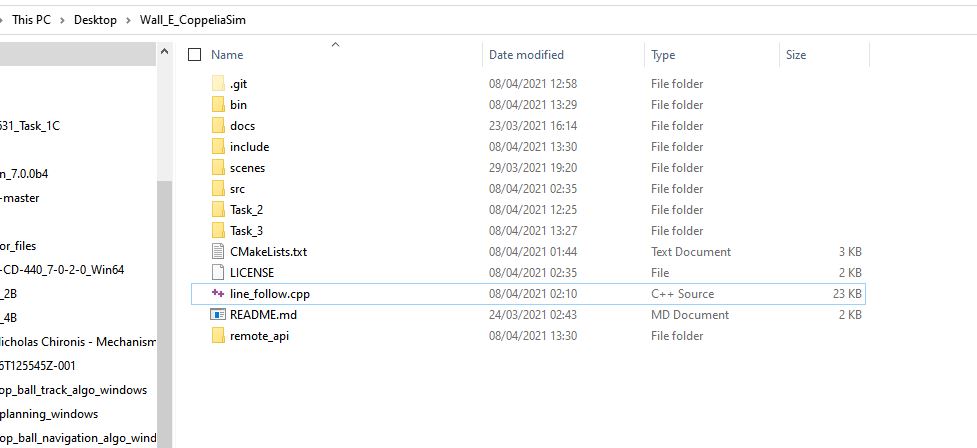 This PC > Desktop > Wall_E_CoppeliaSim
Name Date modified Type Size
.git 08/04/2021 12:58 File folder
bin 08/04/2021 13:29 File folder
531_Task_1C docs 23/03/2021 16:14 File folder
include 08/04/2021 13:30 File folder
n_7.0.0b4 scenes 29/03/2021 19:20 File folder
-master src 08/04/2021 02:35 File folder
Task_2 08/04/2021 12:25 File folder
Task_3 08/04/2021 13:27 File folder
or_files CMakeLists.txt 08/04/2021 01:44 Text Document 3 KB
-CD-440_7-0-2-0_Win64 LICENSE 08/04/2021 02:35 File 2 KB
_2B line_follow.cpp 08/04/2021 02:10 C++ Source 23 KB
_4B README.md 24/03/2021 02:43 MD Document 2 KB
icholas Chironis - Mechanism remote_api 08/04/2021 13:30 File folder
6T125545Z-001
op_ball_track_algo_windows
planning_windows
op_ball_navigation_algo_wind